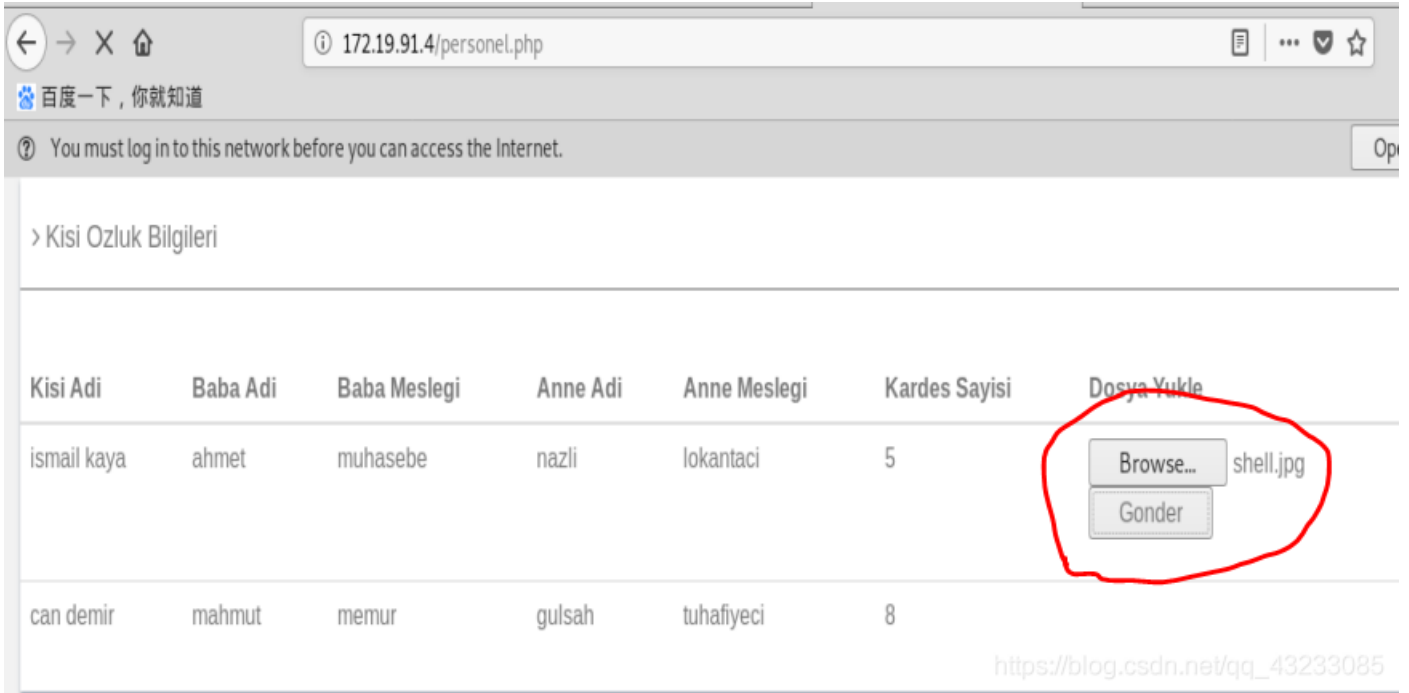 172.19.91.4/personel.php
百度一下，你就知道
You must log in to this network before you can access the Internet.
Ope
> Kisi Ozluk Bilgileri
Kisi Adi Baba Adi Baba Meslegi Anne Adi Anne Meslegi Kardes Sayisi Dosya Yukle
ismail kaya ahmet muhasebe nazli lokantaci 5 Browse... shell.jpg
Gonder
can demir mahmut memur gulsah tuhafiyeci 8
https://blog.csdn.net/qq_43233085